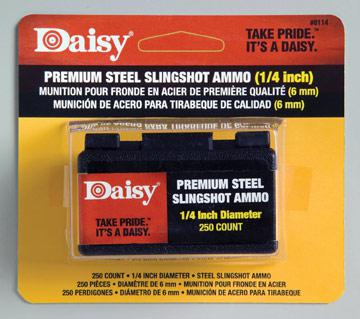 #8114
Daisy
TAKE PRIDE.™
IT'S A DAISY.
PREMIUM STEEL SLINGSHOT AMMO (1/4 inch)
MUNITION POUR FRONDE EN ACIER DE PREMIÈRE QUALITÉ (6 mm)
MUNICIÓN DE ACERO PARA TIRABEQUE DE CALIDAD (6 mm)
Daisy
TAKE PRIDE.™
IT'S A DAISY.
PREMIUM STEEL
SLINGSHOT AMMO
1/4 Inch Diameter
250 COUNT
250 COUNT • 1/4 INCH DIAMETER • STEEL SLINGSHOT AMMO
250 PIÈCES • DIAMÈTRE DE 6 mm • MUNITION POUR FRONDE EN ACIER
250 PERDIGONES • DIÁMETRO DE 6 mm • MUNICIÓN DE ACERO PARA TIRABEQUE